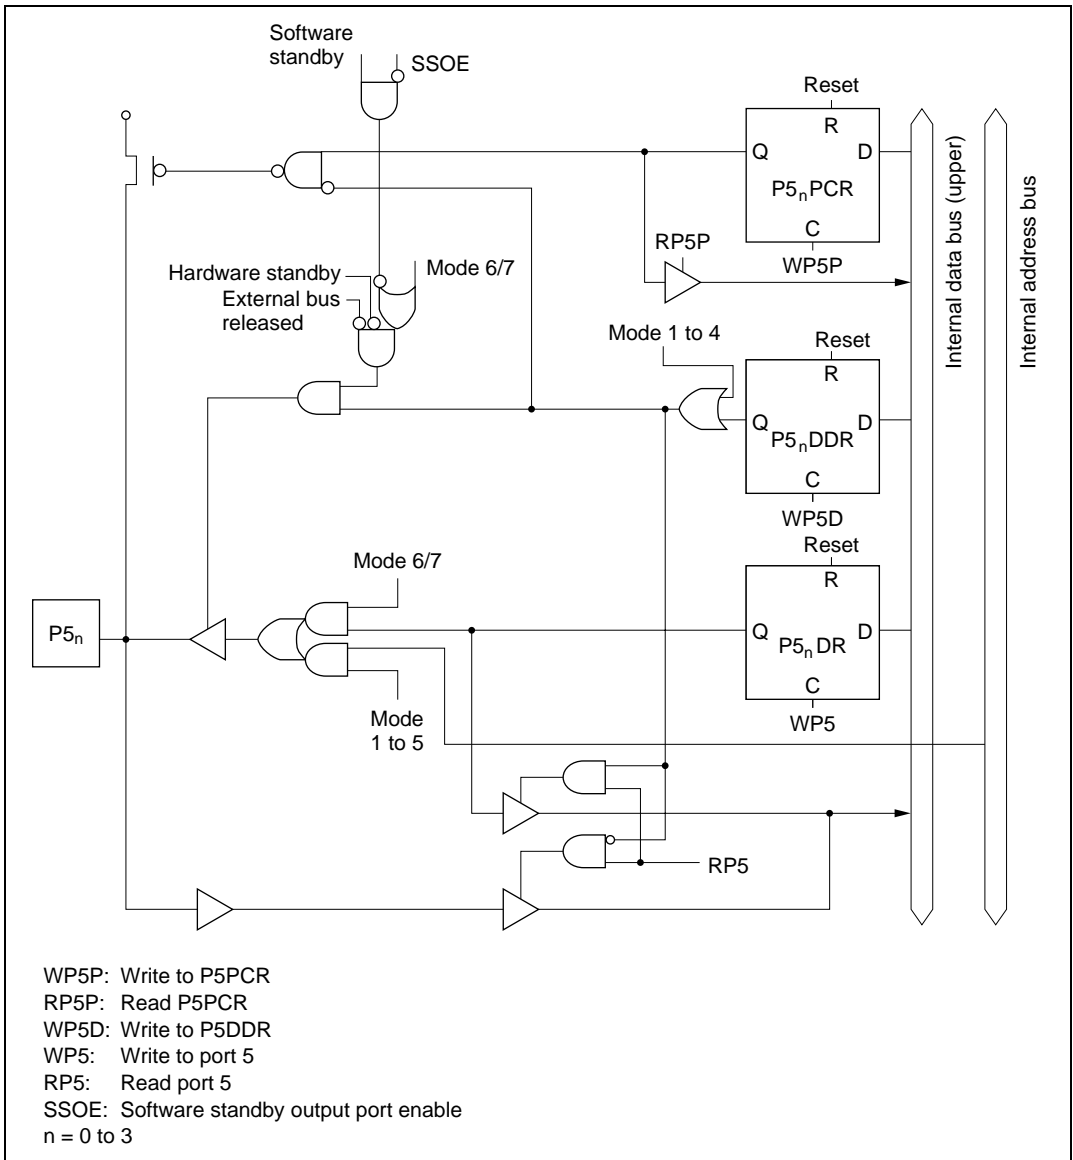 Software
standby
SSOE
Reset
R
Q
D
P5nPCR
C
WP5P
RP5P
Hardware standby
External bus
released
Mode 6/7
Mode 1 to 4
Reset
R
Q
D
P5nDDR
C
WP5D
Reset
R
Q
D
P5nDR
C
WP5
Mode 6/7
P5n
Mode
1 to 5
RP5
Internal data bus (upper)
Internal address bus
WP5P: Write to P5PCR
RP5P: Read P5PCR
WP5D: Write to P5DDR
WP5: Write to port 5
RP5: Read port 5
SSOE: Software standby output port enable
n = 0 to 3